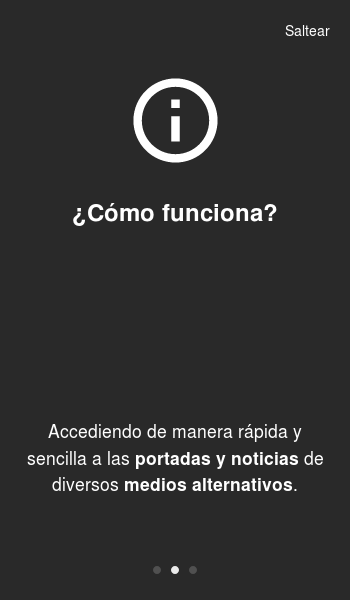 Saltear
¿Cómo funciona?
Accediendo de manera rápida y
sencilla a las portadas y noticias de
diversos medios alternativos.